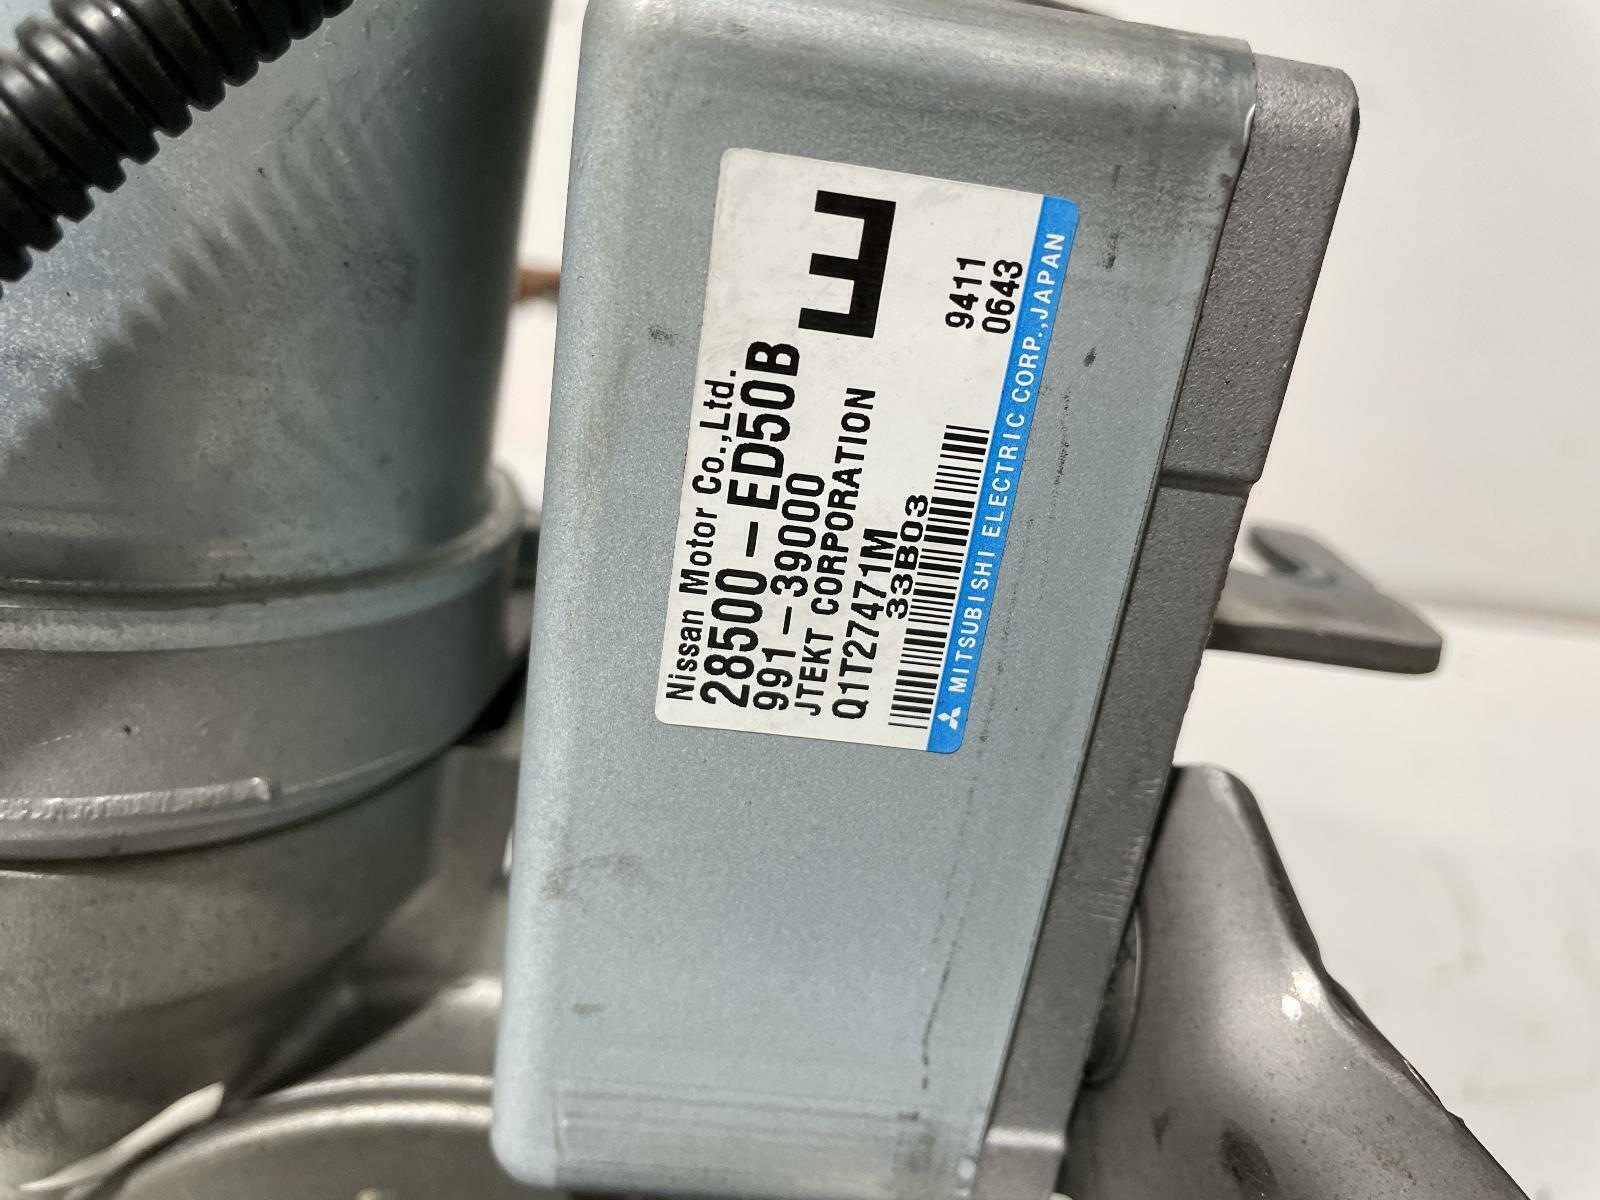 Nissan Motor Co.,Ltd.
28500-ED50B
991-39000
E
JTEKT CORPORATION
Q1T27471M
33B03
9411
0643
MITSUBISHI ELECTRIC CORP.,JAPAN